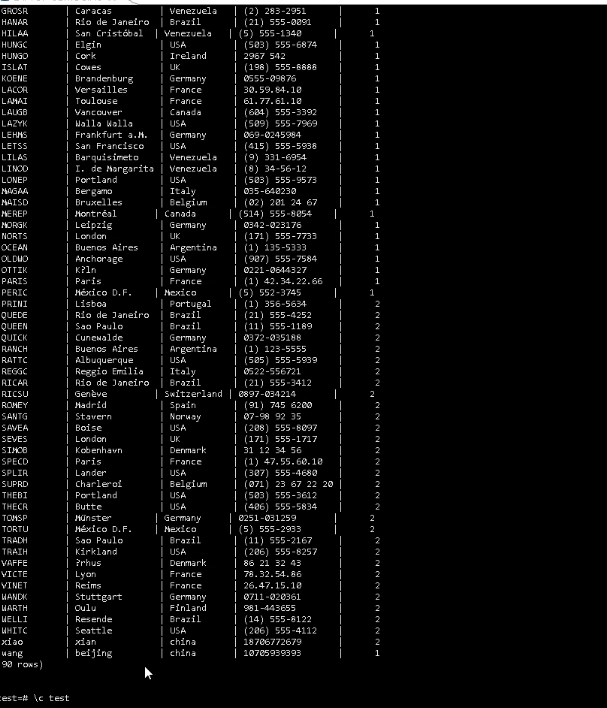 GROSR | Caracas | Venezuela | (2) 283-2951 | 1
HANAR | Rio de Janeiro | Brazil | (21) 555-0091 | 1
HILAA | San Cristóbal | Venezuela | (5) 555-1340 | 1
HUNGC | Elgin | USA | (503) 555-6874 | 1
HUNGO | Cork | Ireland | 2967 542 | 1
ISLAT | Cowes | UK | (198) 555-8888 | 1
KOENE | Brandenburg | Germany | 0555-09876 | 1
LACOR | Versailles | France | 30.59.84.10 | 1
LAMAI | Toulouse | France | 61.77.61.10 | 1
LAUGB | Vancouver | Canada | (604) 555-3392 | 1
LAZYK | Walla Walla | USA | (509) 555-7969 | 1
LEHMS | Frankfurt a.M. | Germany | 069-0245984 | 1
LETSS | San Francisco | USA | (415) 555-5938 | 1
LILAS | Barquisimeto | Venezuela | (9) 331-6954 | 1
LINOD | I. de Margarita | Venezuela | (8) 34-56-12 | 1
LONEP | Portland | USA | (503) 555-9573 | 1
MAGAA | Bergamo | Italy | 035-640230 | 1
MAISD | Bruxelles | Belgium | (02) 201 24 67 | 1
MEREP | Montréal | Canada | (514) 555-8054 | 1
MORGK | Leipzig | Germany | 0342-023176 | 1
NORTS | London | UK | (171) 555-7733 | 1
OCEAN | Buenos Aires | Argentina | (1) 135-5333 | 1
OLDWO | Anchorage | USA | (907) 555-7584 | 1
OTTIK | K?ln | Germany | 0221-0644327 | 1
PARIS | Paris | France | (1) 42.34.22.66 | 1
PERIC | México D.F. | Mexico | (5) 552-3745 | 1
PRINI | Lisboa | Portugal | (1) 356-5634 | 2
QUEDE | Rio de Janeiro | Brazil | (21) 555-4252 | 2
QUEEN | Sao Paulo | Brazil | (11) 555-1189 | 2
QUICK | Cunewalde | Germany | 0372-035188 | 2
RANCH | Buenos Aires | Argentina | (1) 123-5555 | 2
RATTC | Albuquerque | USA | (505) 555-5939 | 2
REGGC | Reggio Emilia | Italy | 0522-556721 | 2
RICAR | Rio de Janeiro | Brazil | (21) 555-3412 | 2
RICSU | Genève | Switzerland | 0897-034214 | 2
ROMEY | Madrid | Spain | (91) 745 6200 | 2
SANTG | Stavern | Norway | 07-98 92 35 | 2
SAVEA | Boise | USA | (208) 555-8097 | 2
SEVES | London | UK | (171) 555-1717 | 2
SIMOB | Kobenhavn | Denmark | 31 12 34 56 | 2
SPECD | Paris | France | (1) 47.55.60.10 | 2
SPLIR | Lander | USA | (307) 555-4680 | 2
SUPRD | Charleroi | Belgium | (071) 23 67 22 20 | 2
THEBI | Portland | USA | (503) 555-3612 | 2
THECR | Butte | USA | (406) 555-5834 | 2
TOMSP | Münster | Germany | 0251-031259 | 2
TORTU | México D.F. | Mexico | (5) 555-2933 | 2
TRADH | Sao Paulo | Brazil | (11) 555-2167 | 2
TRAIH | Kirkland | USA | (206) 555-8257 | 2
VAFFE | ?rhus | Denmark | 86 21 32 43 | 2
VICTE | Lyon | France | 78.32.54.86 | 2
VINET | Reims | France | 26.47.15.10 | 2
WANDK | Stuttgart | Germany | 0711-020361 | 2
WARTH | Oulu | Finland | 981-443655 | 2
WELLI | Resende | Brazil | (14) 555-8122 | 2
WHITC | Seattle | USA | (206) 555-4112 | 2
xiao | xian | china | 18706772679 | 2
wang | beijing | china | 10705939393 | 1
90 rows)
test=# \c test